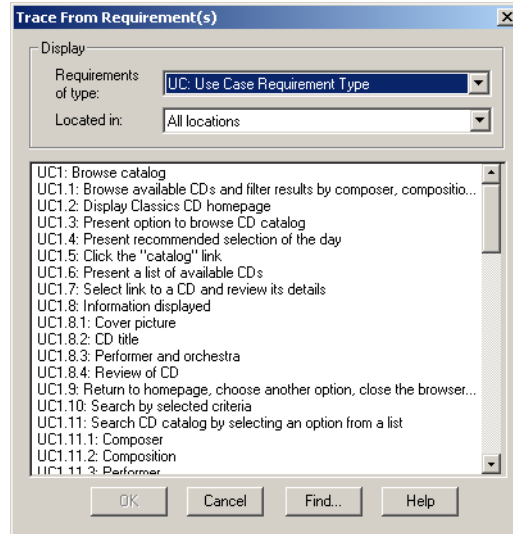 Trace From Requirement(s)
Display
Requirements
of type:
UC: Use Case Requirement Type
Located in:
All locations
UC1: Browse catalog
UC1.1: Browse available CDs and filter results by composer, compositio...
UC1.2: Display Classics CD homepage
UC1.3: Present option to browse CD catalog
UC1.4: Present recommended selection of the day
UC1.5: Click the "catalog" link
UC1.6: Present a list of available CDs
UC1.7: Select link to a CD and review its details
UC1.8: Information displayed
UC1.8.1: Cover picture
UC1.8.2: CD title
UC1.8.3: Performer and orchestra
UC1.8.4: Review of CD
UC1.9: Return to homepage, choose another option, close the browser...
UC1.10: Search by selected criteria
UC1.11: Search CD catalog by selecting an option from a list
UC1.11.1: Composer
UC1.11.2: Composition
UC1.11.3: Performer
OK
Cancel
Find...
Help